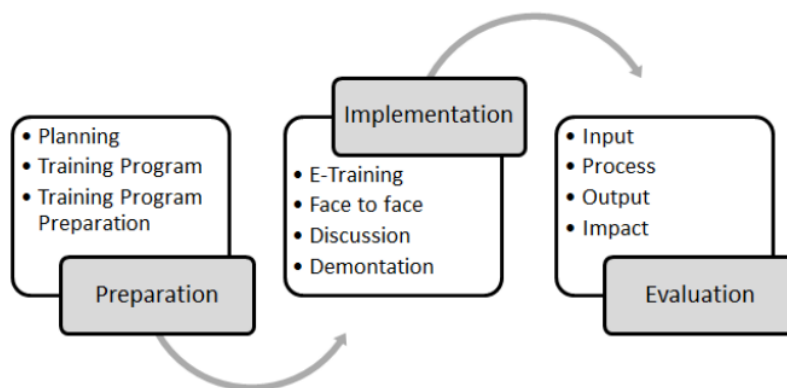 • Planning
• Training Program
• Training Program
Preparation
Preparation
Implementation
• E-Training
• Face to face
• Discussion
• Demontation
• Input
• Process
• Output
• Impact
Evaluation